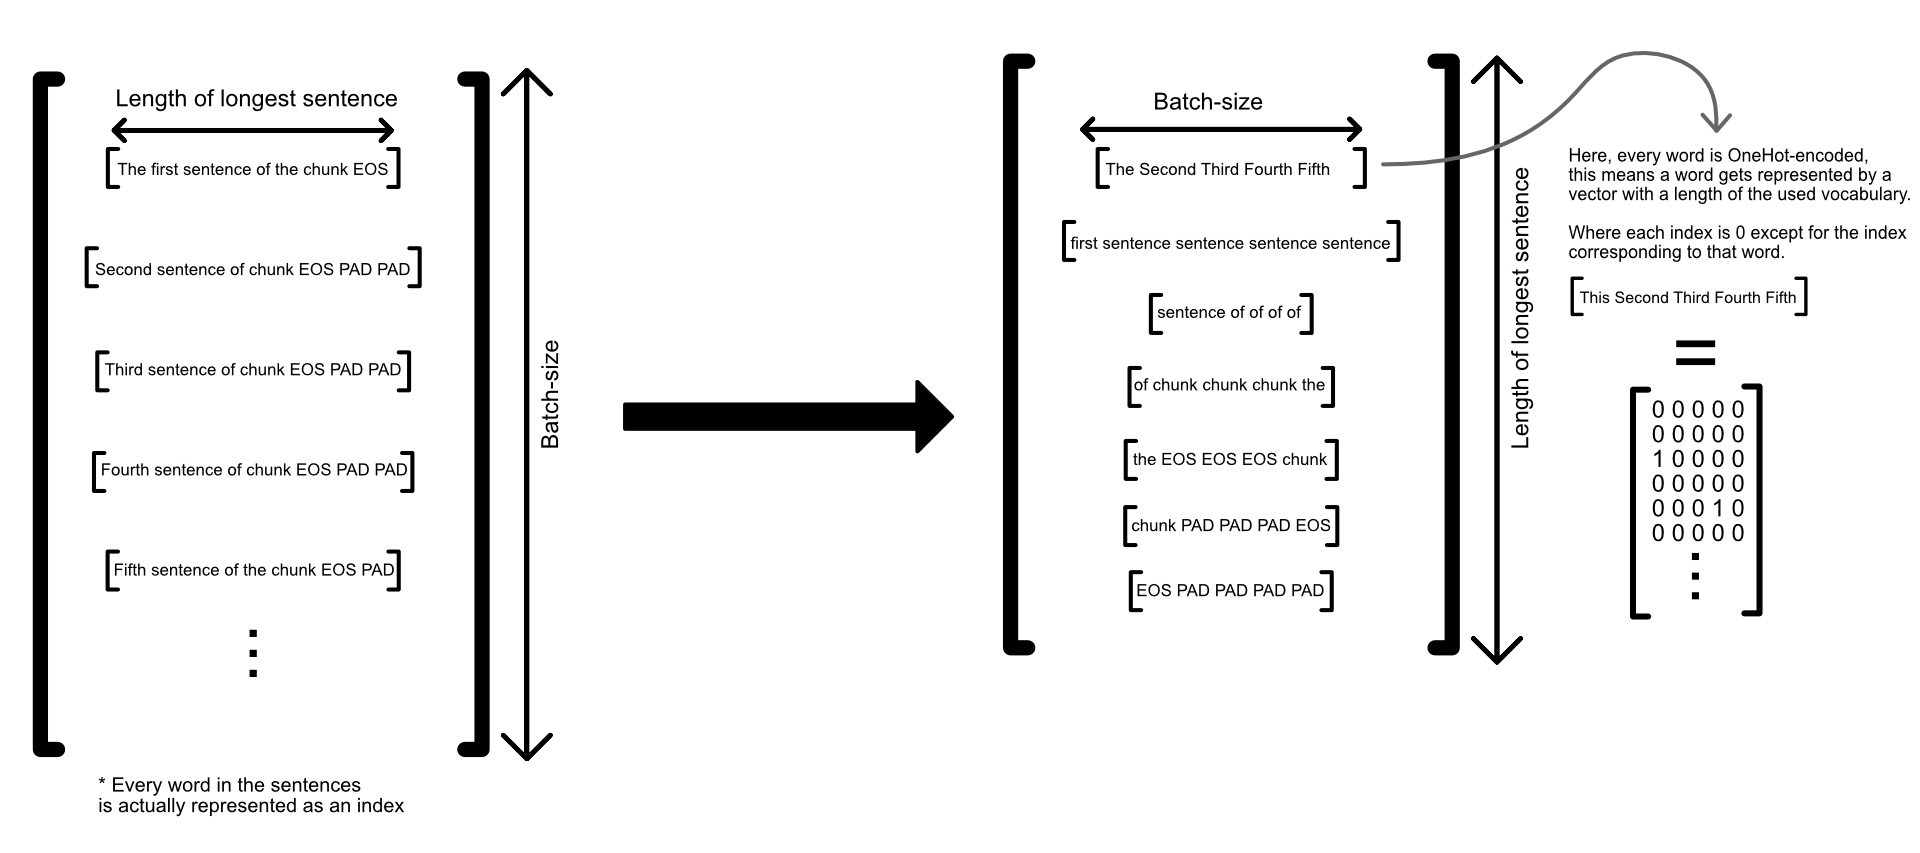 Length of longest sentence
The first sentence of the chunk EOS
Second sentence of chunk EOS PAD PAD
Third sentence of chunk EOS PAD PAD
Fourth sentence of chunk EOS PAD PAD
Fifth sentence of the chunk EOS PAD
Batch-size
* Every word in the sentences
is actually represented as an index
Batch-size
The Second Third Fourth Fifth
first sentence sentence sentence sentence
sentence of of of of
of chunk chunk chunk the
the EOS EOS EOS chunk
chunk PAD PAD PAD EOS
EOS PAD PAD PAD PAD
Length of longest sentence
Here, every word is OneHot-encoded,
this means a word gets represented by a
vector with a length of the used vocabulary.
Where each index is 0 except for the index
corresponding to that word.
This Second Third Fourth Fifth
=
0 0 0 0 0
0 0 0 0 0
1 0 0 0 0
0 0 0 0 0
0 0 0 1 0
0 0 0 0 0